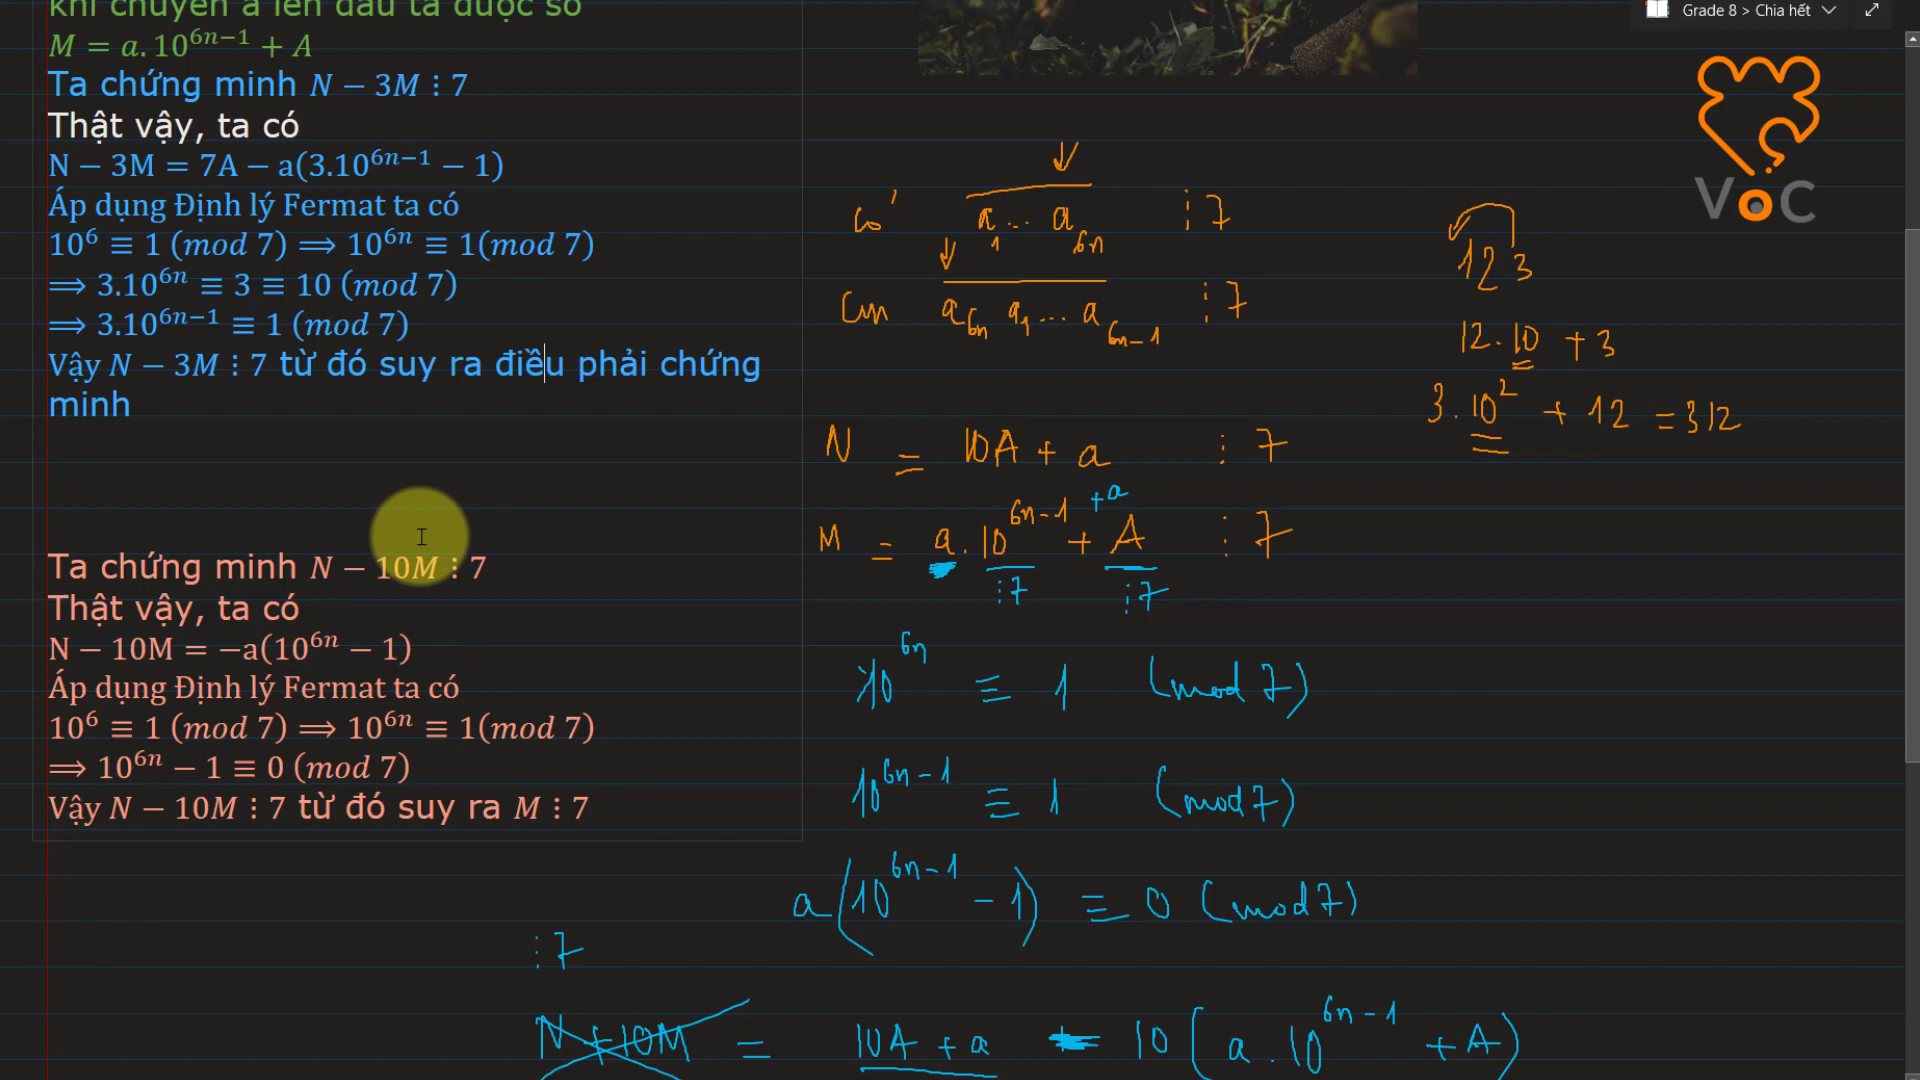 khi chuyển a lên đầu ta được số
M = a. 10^{6n−1} + A
Ta chứng minh N − 3M ⋮ 7
Thật vậy, ta có
N − 3M = 7A − a(3.10^{6n−1} − 1)
Áp dụng Định lý Fermat ta có
10^6 ≡ 1 (mod 7) ⟹ 10^{6n} ≡ 1(mod 7)
⟹ 3.10^{6n} ≡ 3 ≡ 10 (mod 7)
⟹ 3.10^{6n−1} ≡ 1 (mod 7)
Vậy N − 3M ⋮ 7 từ đó suy ra điều phải chứng
minh
Ta chứng minh N − 10M ⋮ 7
Thật vậy, ta có
N − 10M = −a(10^{6n} − 1)
Áp dụng Định lý Fermat ta có
10^6 ≡ 1 (mod 7) ⟹ 10^{6n} ≡ 1(mod 7)
⟹ 10^{6n} − 1 ≡ 0 (mod 7)
Vậy N − 10M ⋮ 7 từ đó suy ra M ⋮ 7
Grade 8 > Chia hết
VOC
có a_1 ... a_{6n} ⋮ 7
Cm a_{6n} a_1 ... a_{6n−1} ⋮ 7
123
12.10 + 3
3.10^2 + 12 = 312
N = 10A + a ⋮ 7
+a
M = a.10^{6n−1} + A ⋮ 7
⋮7 ⋮7
10^{6n} ≡ 1 (mod 7)
10^{6n−1} ≡ 1 (mod 7)
a(10^{6n−1} − 1) ≡ 0 (mod 7)
⋮7
N + 10M = 10A + a − 10(a.10^{6n−1} + A)